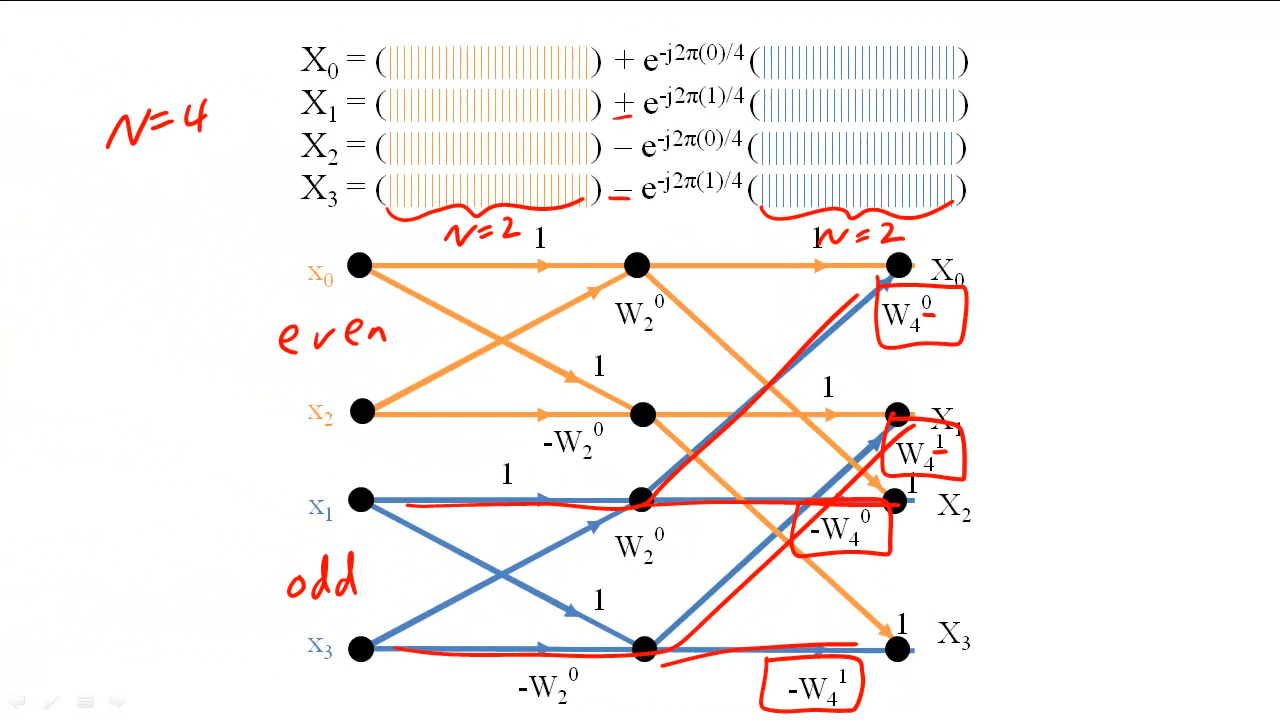 X₀ = ( ) + e^-j2π(0)/4 ( )
X₁ = ( ) + e^-j2π(1)/4 ( )
N=4
X₂ = ( ) – e^-j2π(0)/4 ( )
X₃ = ( ) – e^-j2π(1)/4 ( )
N=2 N=2
1 1
x₀ X₀
W₂⁰ W₄⁰
even
1 1
x₂ X₁
-W₂⁰ W₄¹
1 1
x₁ X₂
W₂⁰ -W₄⁰
odd
1 1
x₃ X₃
-W₂⁰ -W₄¹